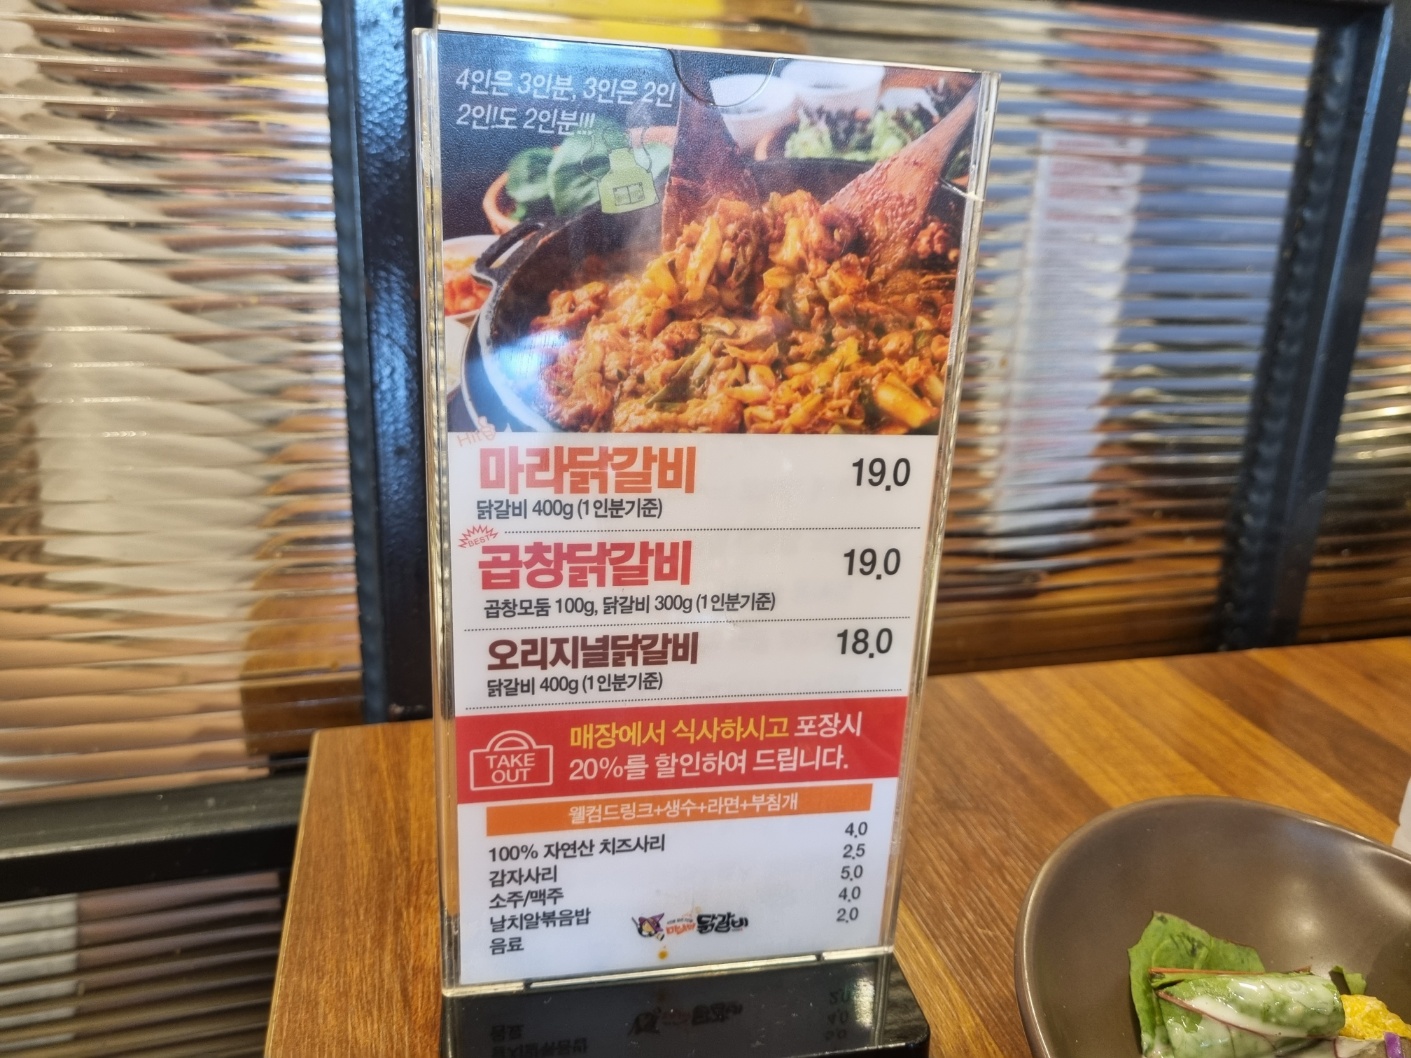 4인은 3인분, 3인은 2인
2인!도 2인분!!!
Hit
마라닭갈비 19.0
닭갈비 400g (1인분기준)
BEST
곱창닭갈비 19.0
곱창모둠 100g, 닭갈비 300g (1인분기준)
오리지널닭갈비 18.0
닭갈비 400g (1인분기준)
TAKE OUT
매장에서 식사하시고 포장시
20%를 할인하여 드립니다.
웰컴드링크+생수+라면+부침개
100% 자연산 치즈사리 4.0
감자사리 2.5
소주/맥주 5.0
날치알볶음밥 4.0
음료 2.0
닭갈비